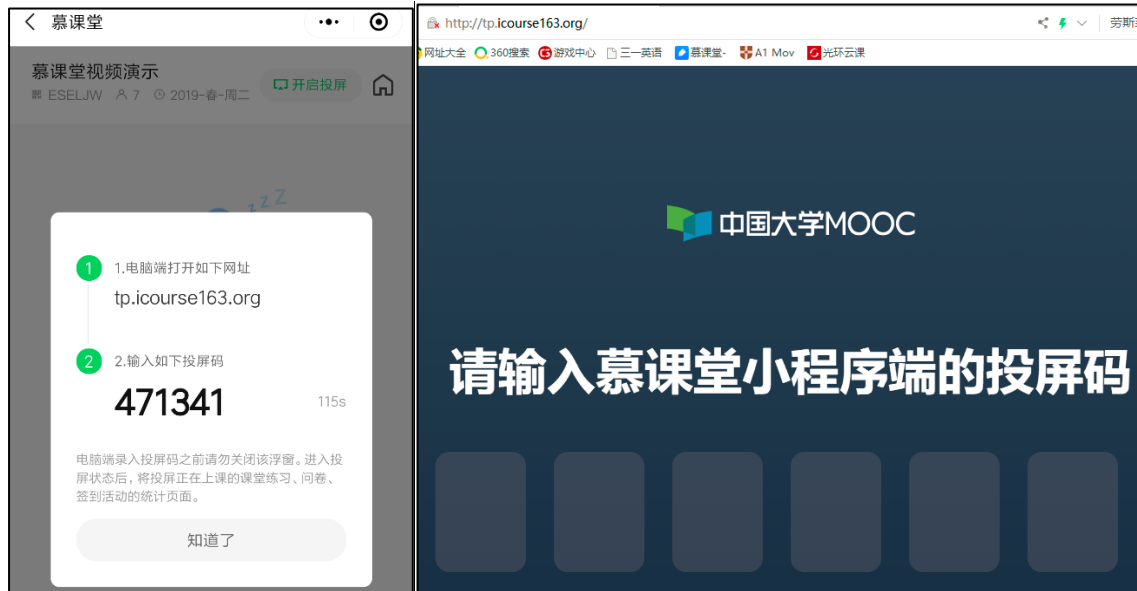 慕课堂
慕课堂视频演示
开启投屏
ESELJW 7 2019-春-周二
z z Z
1 1.电脑端打开如下网址
tp.icourse163.org
2 2.输入如下投屏码
471341 115s
电脑端录入投屏码之前请勿关闭该浮窗。进入投
屏状态后，将投屏正在上课的课堂练习、问卷、
签到活动的统计页面。
知道了
http://tp.icourse163.org/
网址大全 360搜索 游戏中心 三一英语 慕课堂- A1 Mov 光环云课
中国大学MOOC
请输入慕课堂小程序端的投屏码